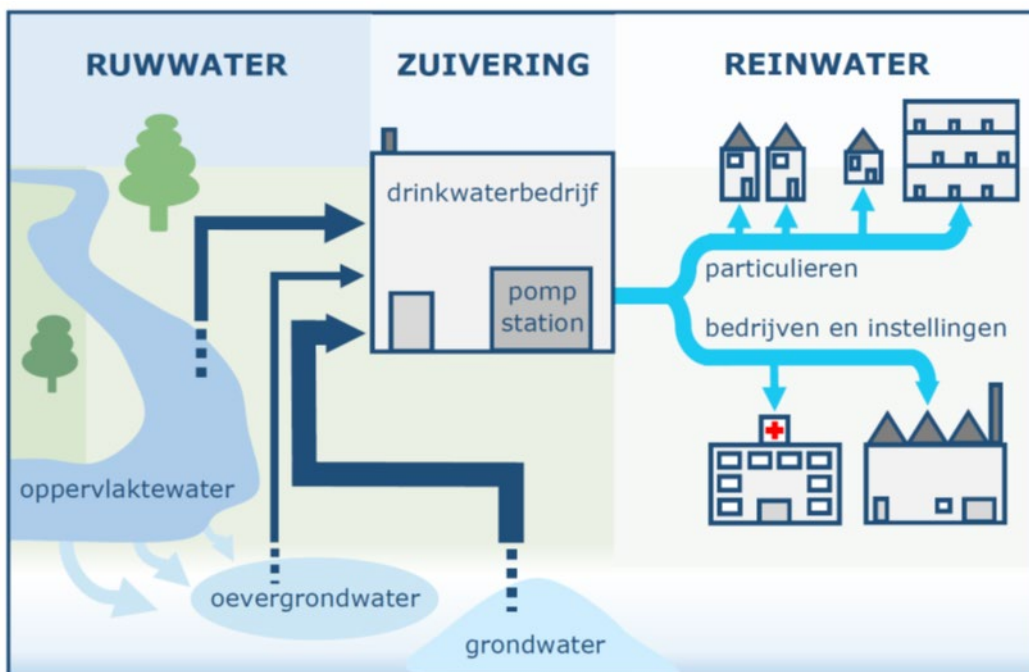 RUWWATER
ZUIVERING
REINWATER
drinkwaterbedrijf
pomp
station
particulieren
bedrijven en instellingen
oppervlaktewater
oevergrondwater
grondwater